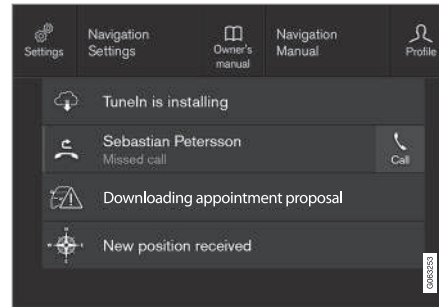 Settings
Navigation
Settings
Owner's
manual
Navigation
Manual
Profile
TuneIn is installing
Sebastian Petersson
Missed call
Call
Downloading appointment proposal
New position received
G063253